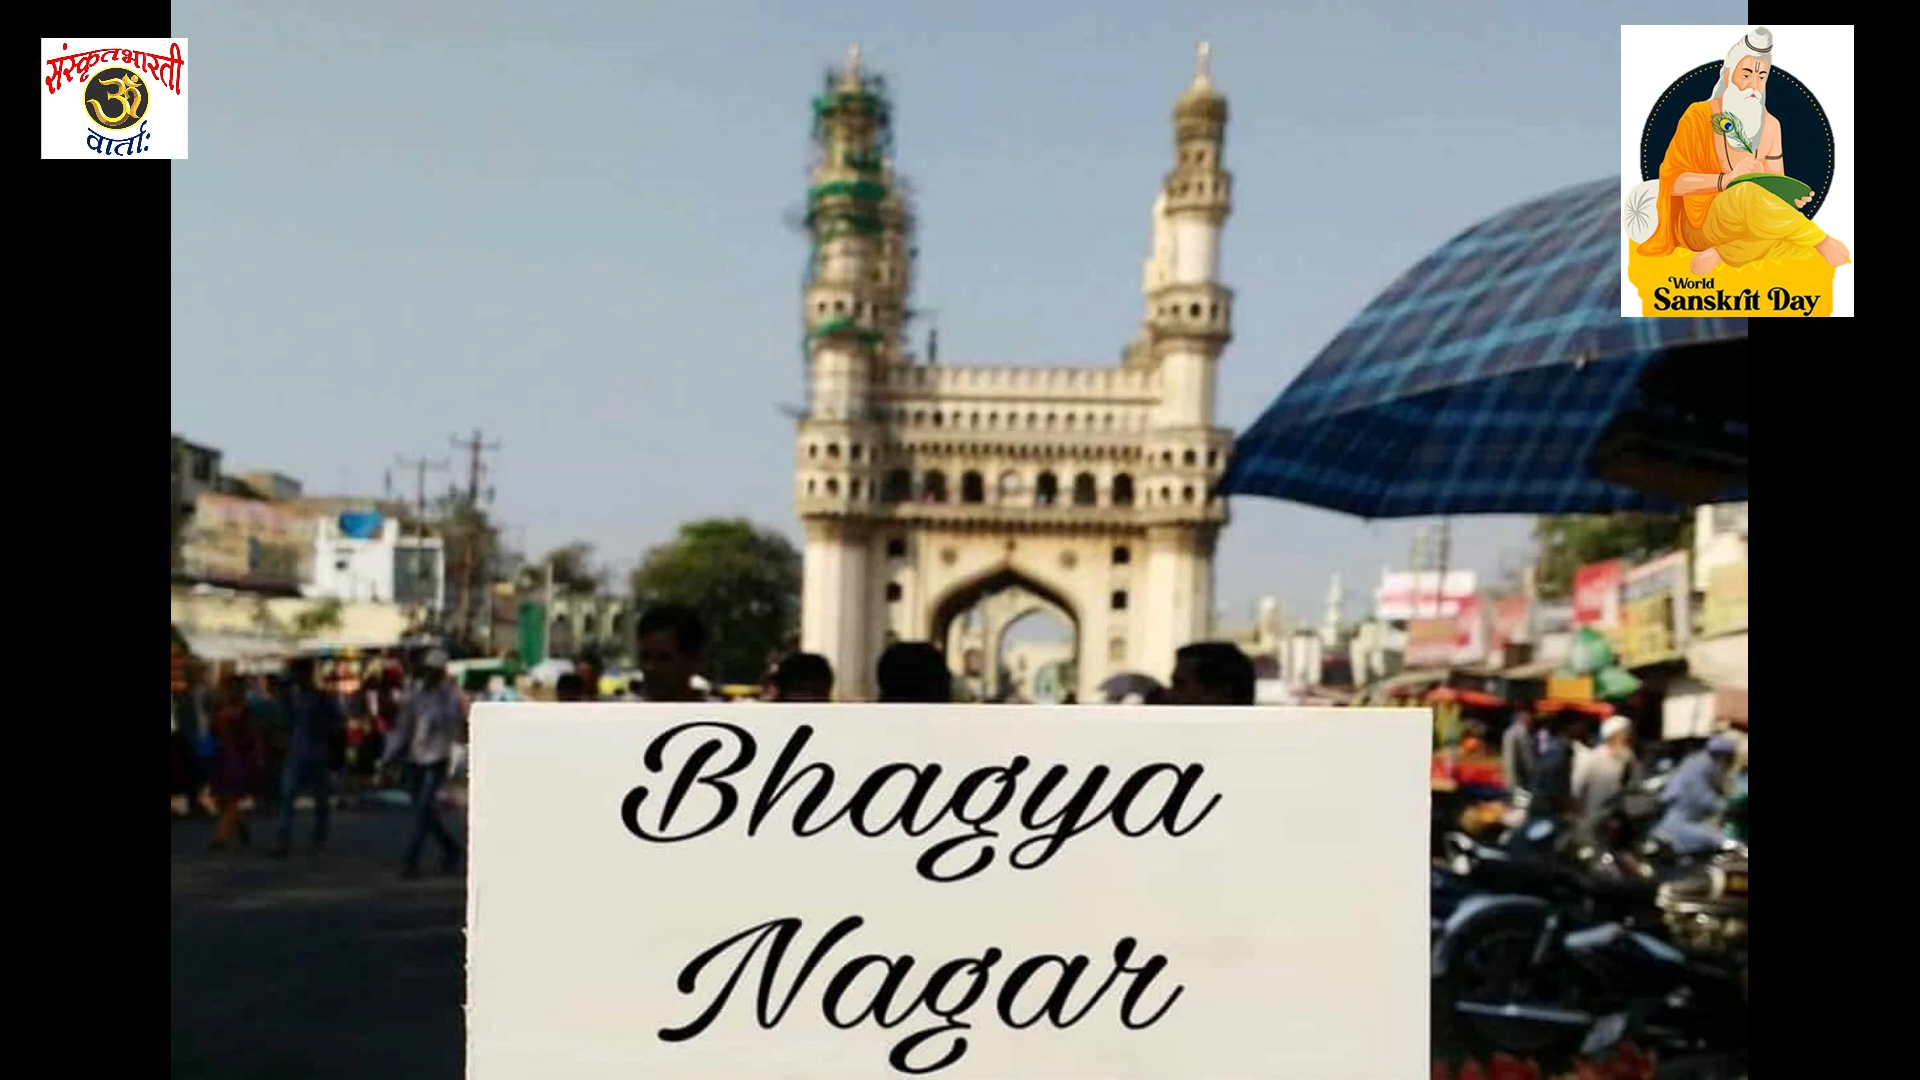 संस्कृतभारती
ॐ
वार्ताः
World
Sanskrit Day
Bhagya
Nagar